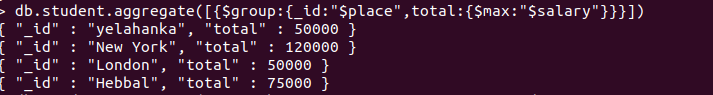 > db.student.aggregate([{$group:{_id:"$place",total:{$max:"$salary"}}}])
{ "_id" : "yelahanka", "total" : 50000 }
{ "_id" : "New York", "total" : 120000 }
{ "_id" : "London", "total" : 50000 }
{ "_id" : "Hebbal", "total" : 75000 }